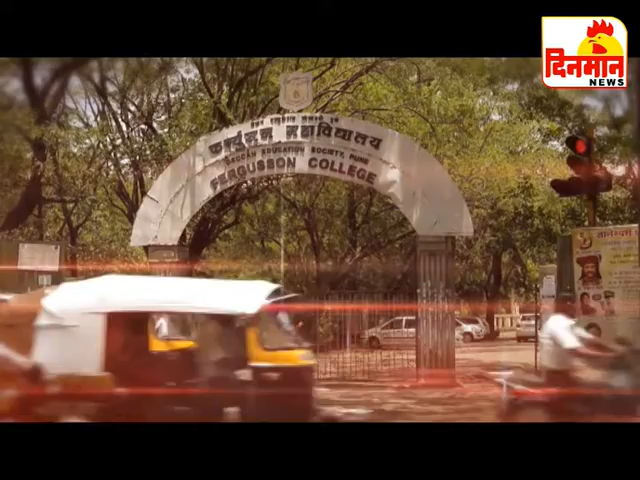 दिनमान
NEWS
फर्ग्युसन महाविद्यालय
DECCAN EDUCATION SOCIETY, PUNE
FERGUSSON COLLEGE